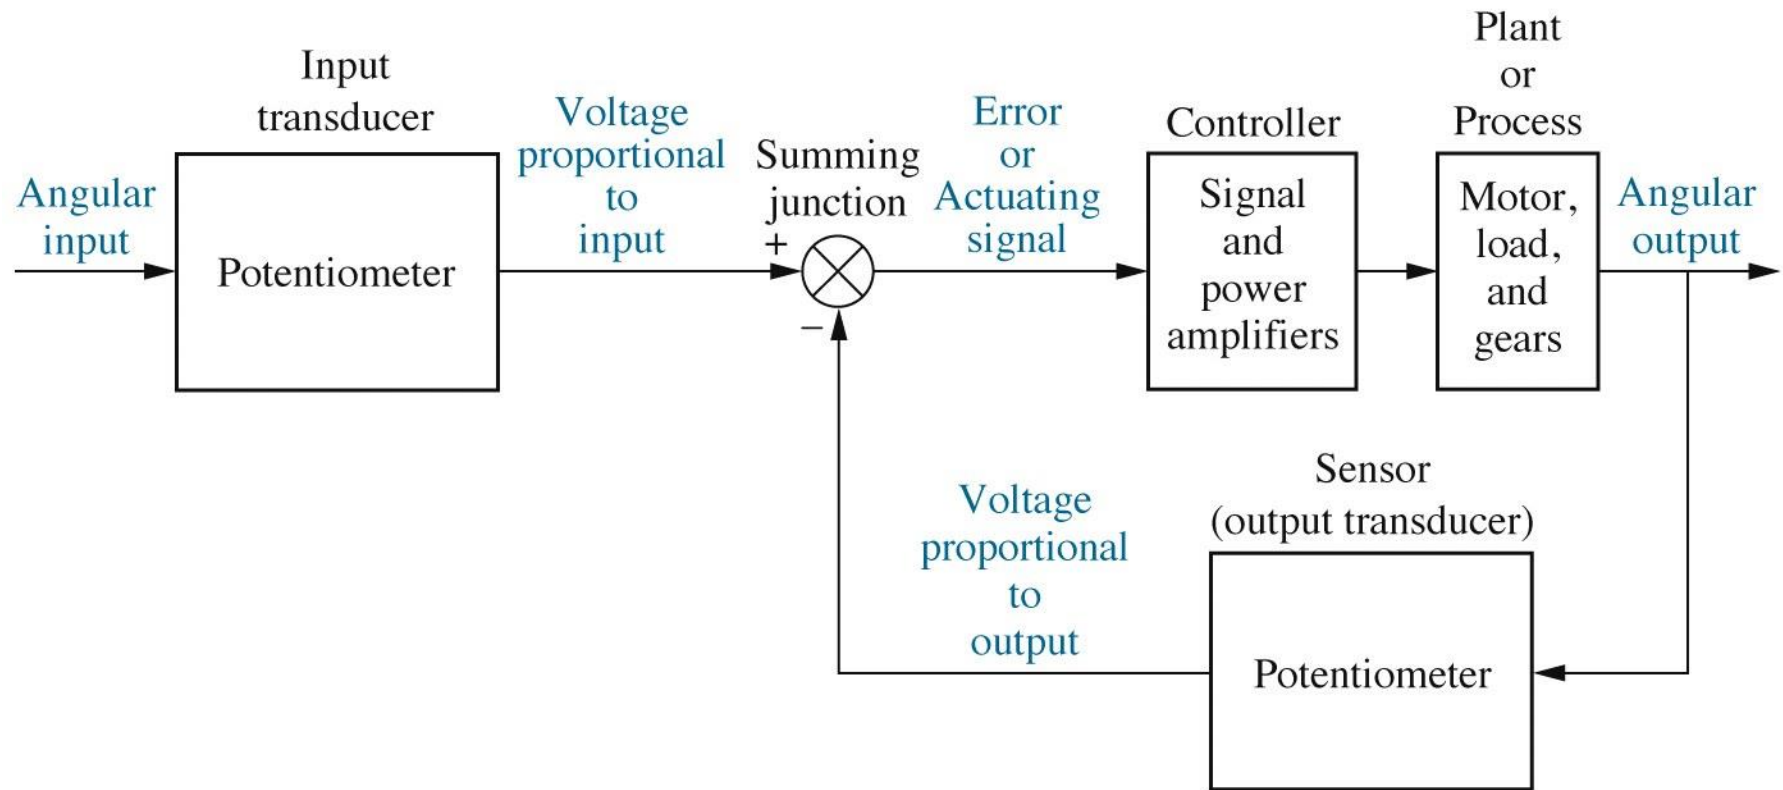 Input
transducer
Angular
input
Potentiometer
Voltage
proportional
to
input
Summing
junction
+
−
Error
or
Actuating
signal
Controller
Signal
and
power
amplifiers
Plant
or
Process
Motor,
load,
and
gears
Angular
output
Sensor
(output transducer)
Potentiometer
Voltage
proportional
to
output